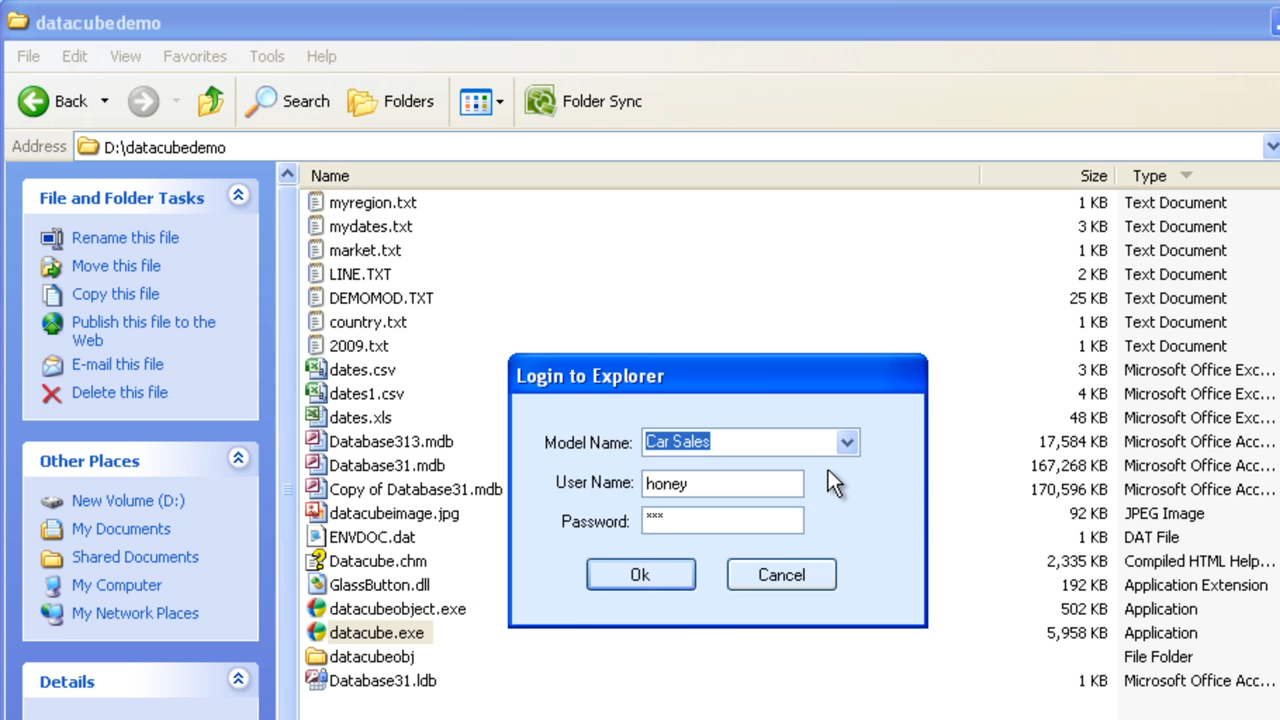 datacubedemo
File Edit View Favorites Tools Help
Back Search Folders Folder Sync
Address D:\datacubedemo
File and Folder Tasks
Rename this file
Move this file
Copy this file
Publish this file to the
Web
E-mail this file
Delete this file
Other Places
New Volume (D:)
My Documents
Shared Documents
My Computer
My Network Places
Details
Name Size Type
myregion.txt 1 KB Text Document
mydates.txt 3 KB Text Document
market.txt 1 KB Text Document
LINE.TXT 2 KB Text Document
DEMOMOD.TXT 25 KB Text Document
country.txt 1 KB Text Document
2009.txt 1 KB Text Document
dates.csv 3 KB Microsoft Office Exc...
dates1.csv 4 KB Microsoft Office Exc...
dates.xls 48 KB Microsoft Office Exc...
Database313.mdb 17,584 KB Microsoft Office Acc...
Database31.mdb 167,268 KB Microsoft Office Acc...
Copy of Database31.mdb 170,596 KB Microsoft Office Acc...
datacubeimage.jpg 92 KB JPEG Image
ENVDOC.dat 1 KB DAT File
Datacube.chm 2,335 KB Compiled HTML Help...
GlassButton.dll 192 KB Application Extension
datacubeobject.exe 502 KB Application
datacube.exe 5,958 KB Application
datacubeobj File Folder
Database31.ldb 1 KB Microsoft Office Acc...
Login to Explorer
Model Name: Car Sales
User Name: honey
Password: ***
Ok Cancel